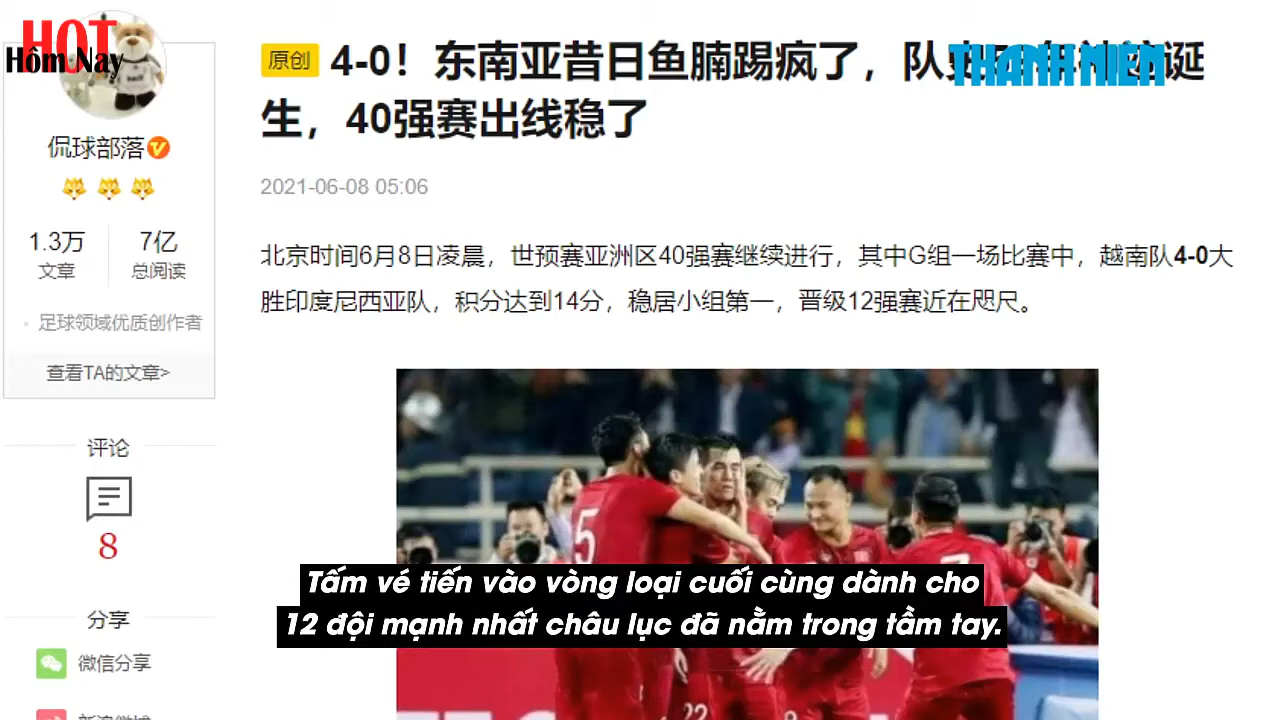 HOT
Hôm Nay
侃球部落
1.3万
文章
7亿
总阅读
足球领域优质创作者
查看TA的文章>
评论
8
分享
微信分享
原创 4-0！东南亚昔日鱼腩踢疯了，队史 诞
生，40强赛出线稳了
THANH NIÊN
2021-06-08 05:06
北京时间6月8日凌晨，世预赛亚洲区40强赛继续进行，其中G组一场比赛中，越南队4-0大
胜印度尼西亚队，积分达到14分，稳居小组第一，晋级12强赛近在咫尺。
5
22
Tấm vé tiến vào vòng loại cuối cùng dành cho
12 đội mạnh nhất châu lục đã nằm trong tầm tay.